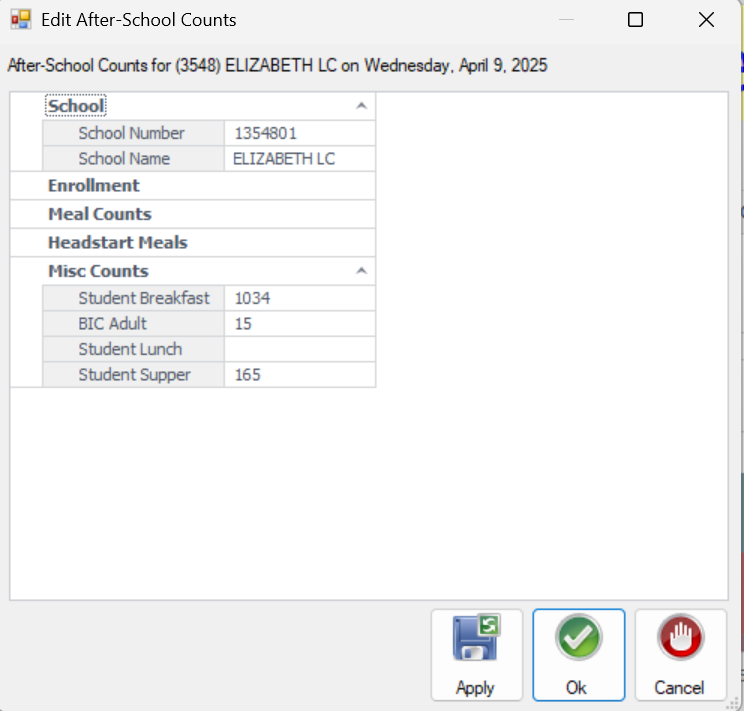 Edit After-School Counts
After-School Counts for (3548) ELIZABETH LC on Wednesday, April 9, 2025
School
School Number 1354801
School Name ELIZABETH LC
Enrollment
Meal Counts
Headstart Meals
Misc Counts
Student Breakfast 1034
BIC Adult 15
Student Lunch
Student Supper 165
Apply Ok Cancel